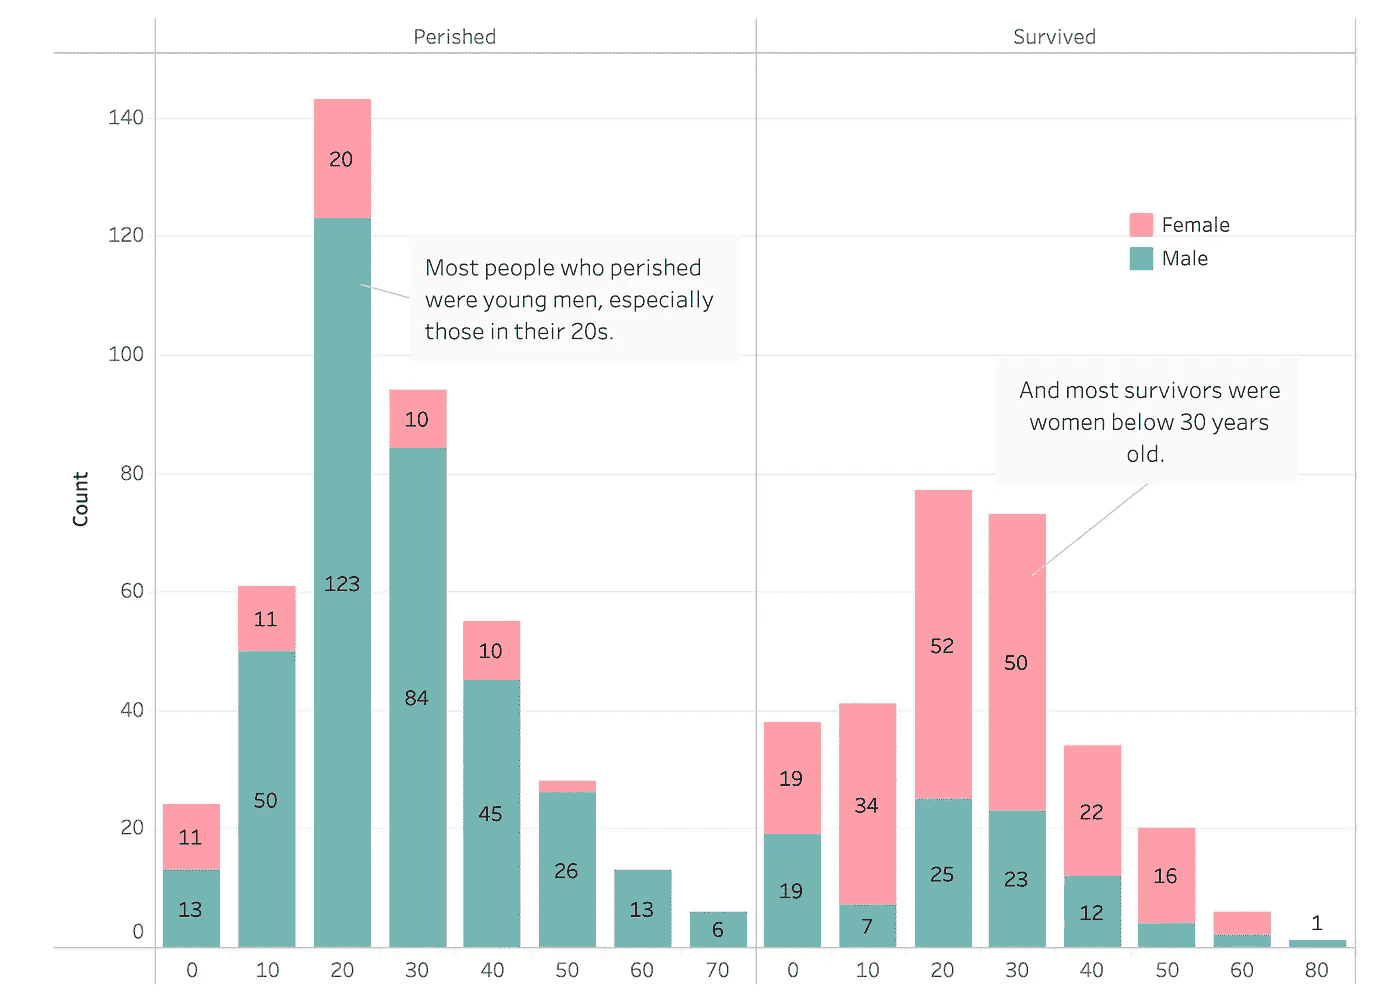 Perished
Survived
140
120
100
80
60
40
20
0
Count
20
123
Most people who perished
were young men, especially
those in their 20s.
10
84
11
50
10
45
11
13
26
13
6
Female
Male
And most survivors were
women below 30 years
old.
52
25
50
23
19
19
34
7
22
12
16
1
0 10 20 30 40 50 60 70
0 10 20 30 40 50 60 80